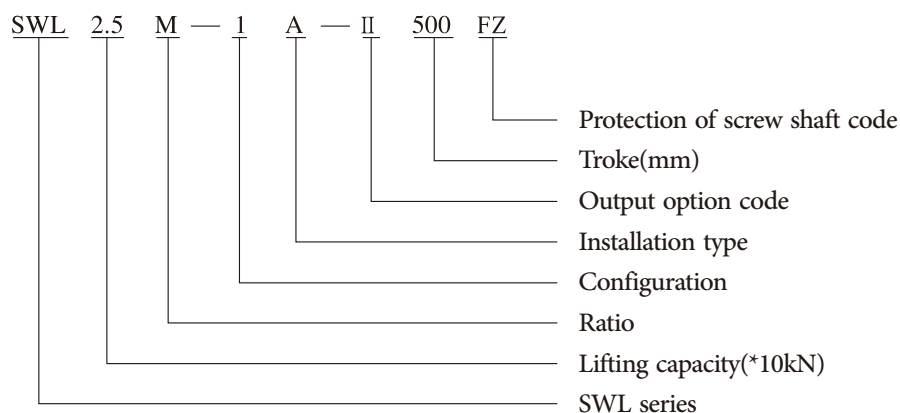 SWL 2.5 M — 1 A — Ⅱ 500 FZ
Protection of screw shaft code
Troke(mm)
Output option code
Installation type
Configuration
Ratio
Lifting capacity(*10kN)
SWL series